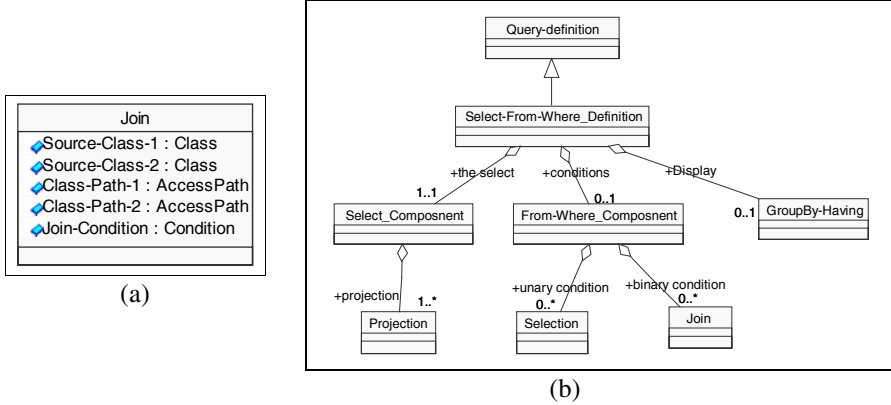 Join
Source-Class-1 : Class
Source-Class-2 : Class
Class-Path-1 : AccessPath
Class-Path-2 : AccessPath
Join-Condition : Condition
(a)
Query-definition
Select-From-Where_Definition
+the select
+conditions
+Display
1..1
0..1
0..1
Select_Composnent
From-Where_Composnent
GroupBy-Having
+projection
+unary condition
+binary condition
1..*
0..*
0..*
Projection
Selection
Join
(b)